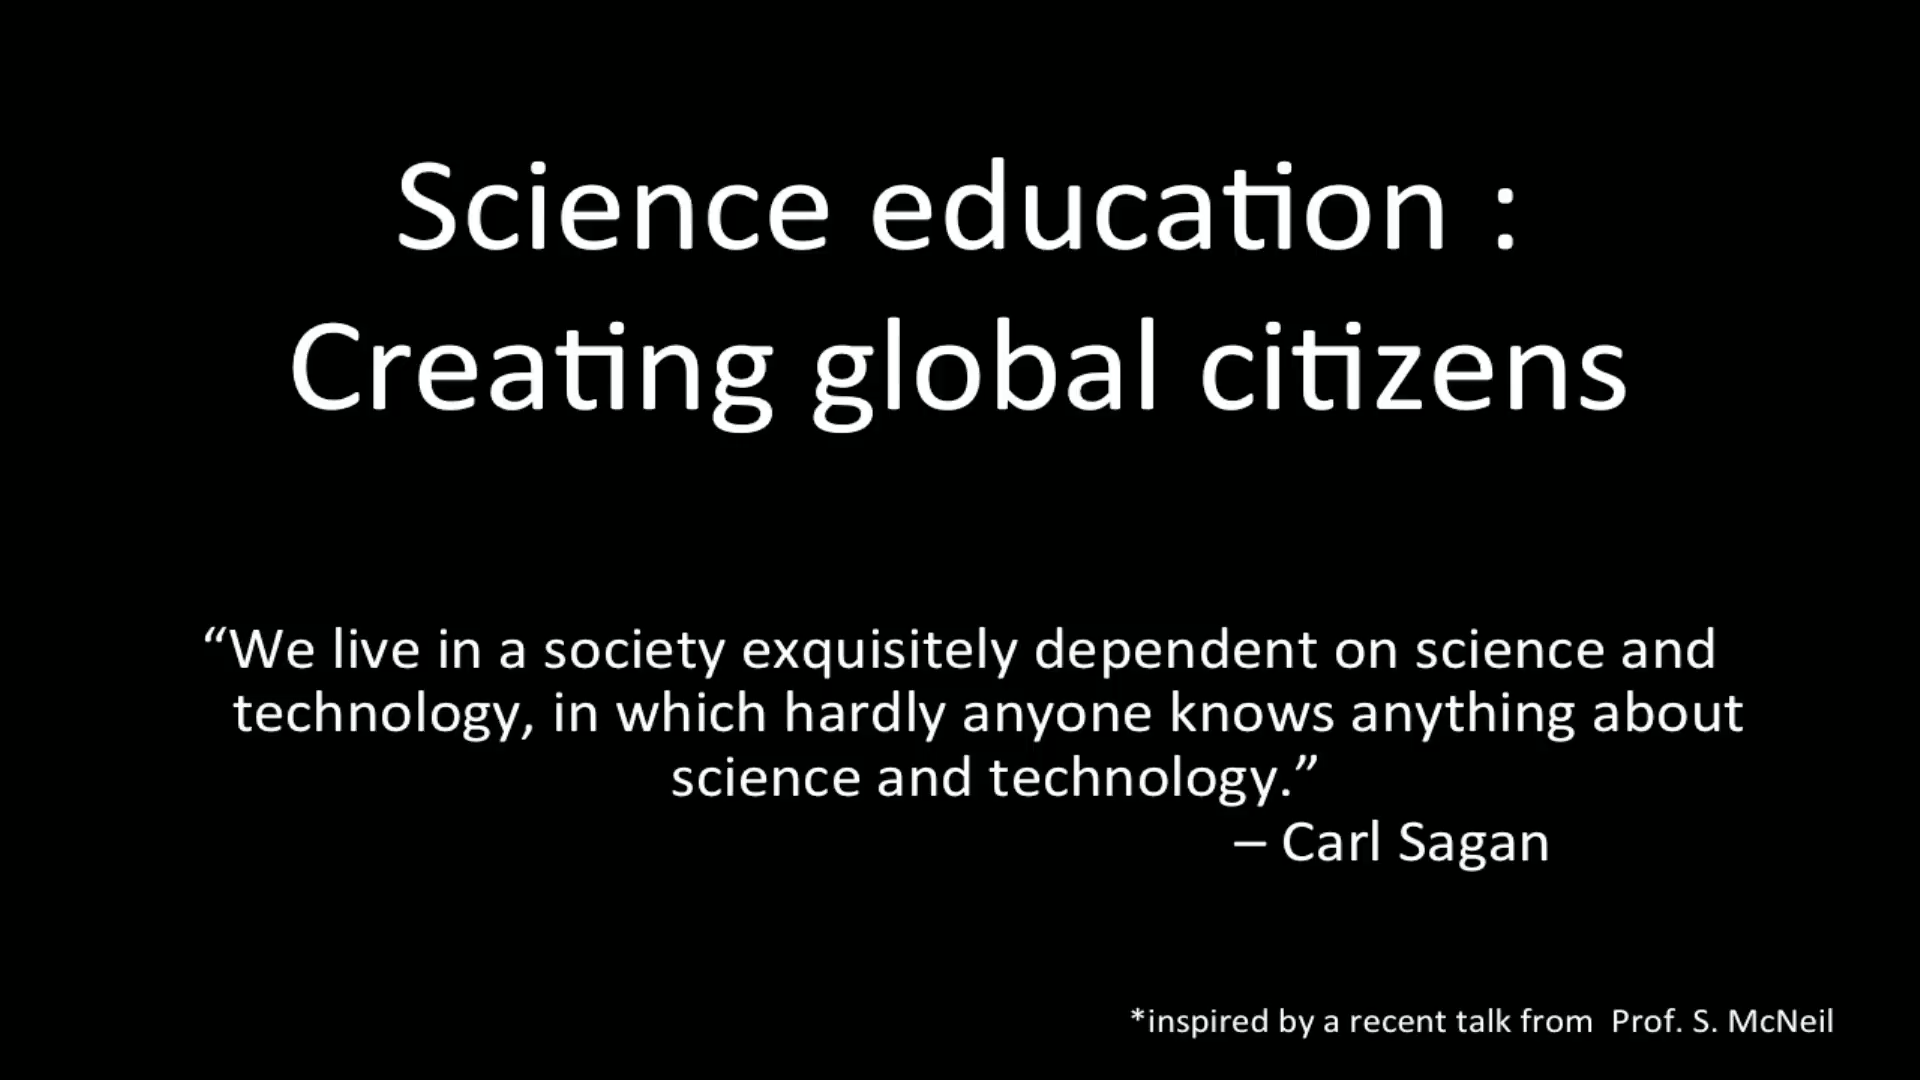 Science education :
Creating global citizens
“We live in a society exquisitely dependent on science and
technology, in which hardly anyone knows anything about
science and technology.”
– Carl Sagan
*inspired by a recent talk from  Prof. S. McNeil